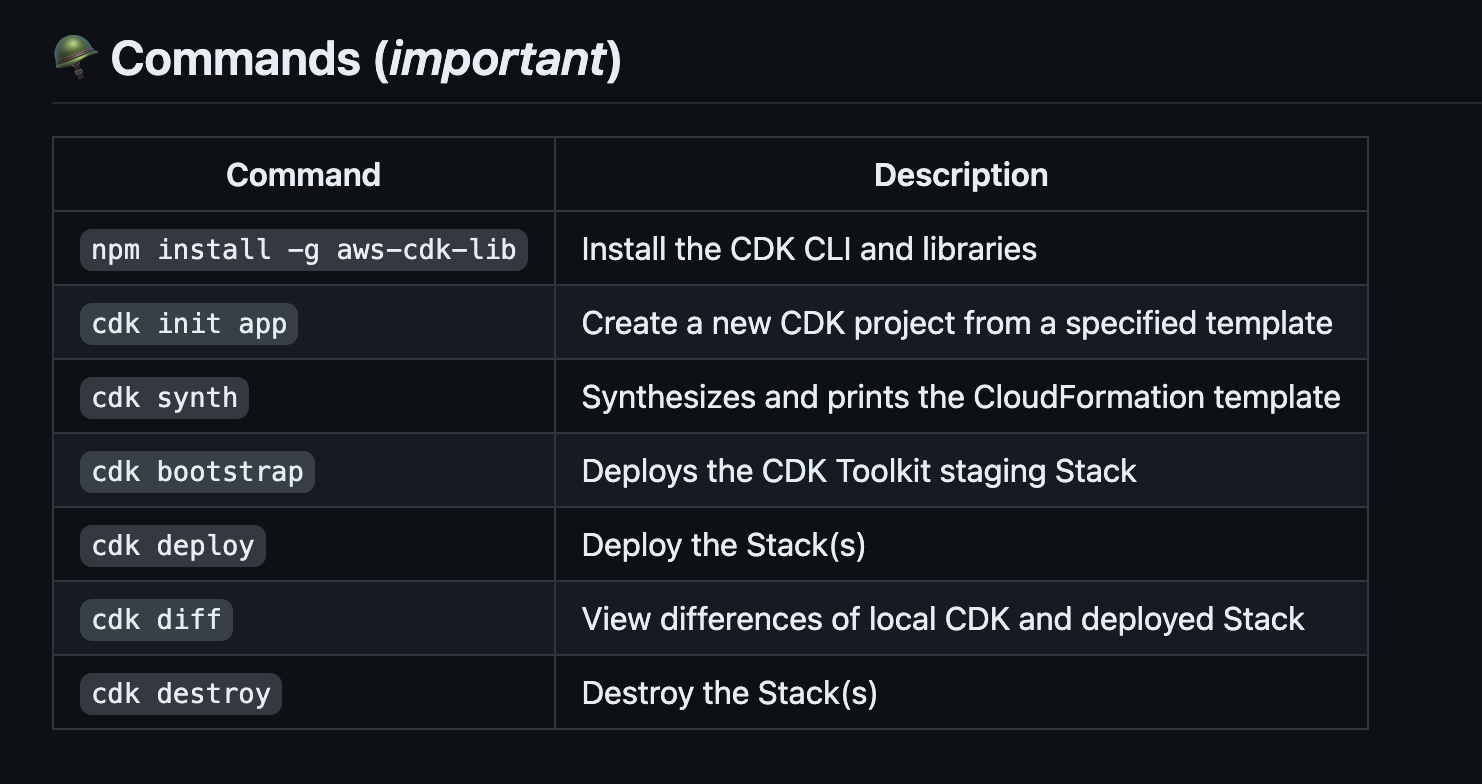 🪖 Commands (important)
Command Description
npm install -g aws-cdk-lib Install the CDK CLI and libraries
cdk init app Create a new CDK project from a specified template
cdk synth Synthesizes and prints the CloudFormation template
cdk bootstrap Deploys the CDK Toolkit staging Stack
cdk deploy Deploy the Stack(s)
cdk diff View differences of local CDK and deployed Stack
cdk destroy Destroy the Stack(s)